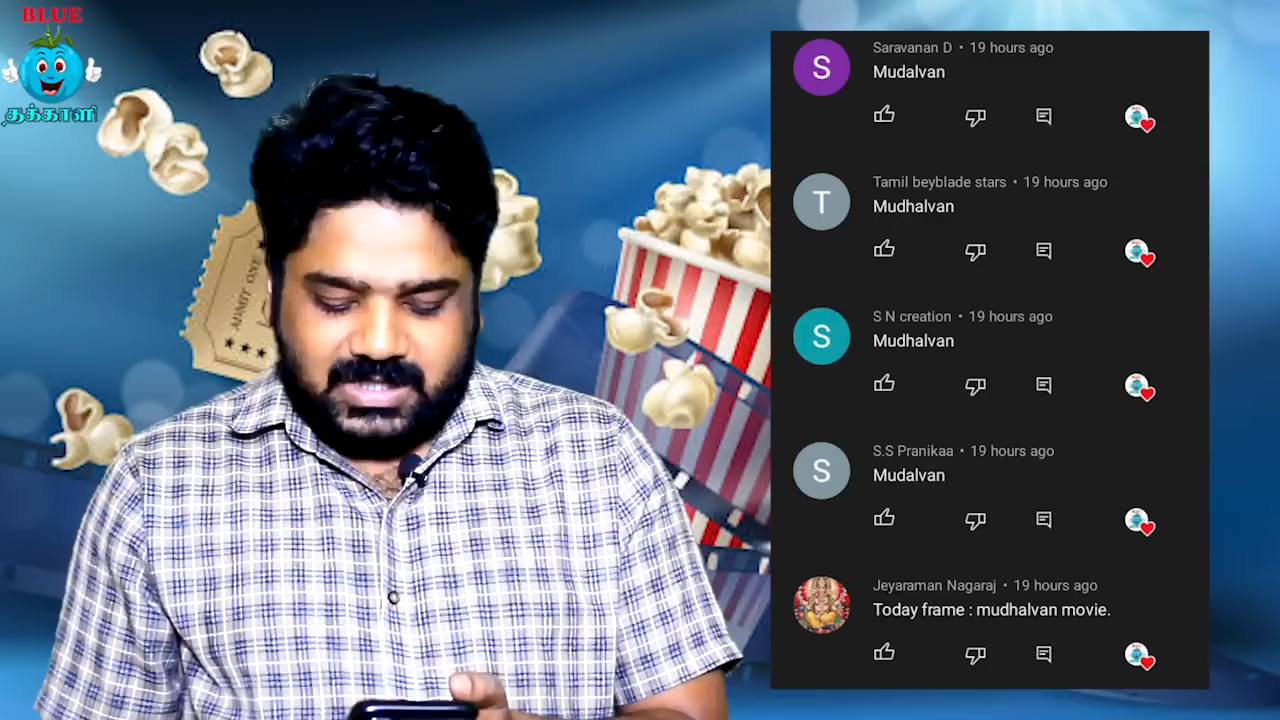 BLUE
தக்காளி
ADMIT ONE
S
Saravanan D • 19 hours ago
Mudalvan
T
Tamil beyblade stars • 19 hours ago
Mudhalvan
S
S N creation • 19 hours ago
Mudhalvan
S
S.S Pranikaa • 19 hours ago
Mudalvan
Jeyaraman Nagaraj • 19 hours ago
Today frame : mudhalvan movie.